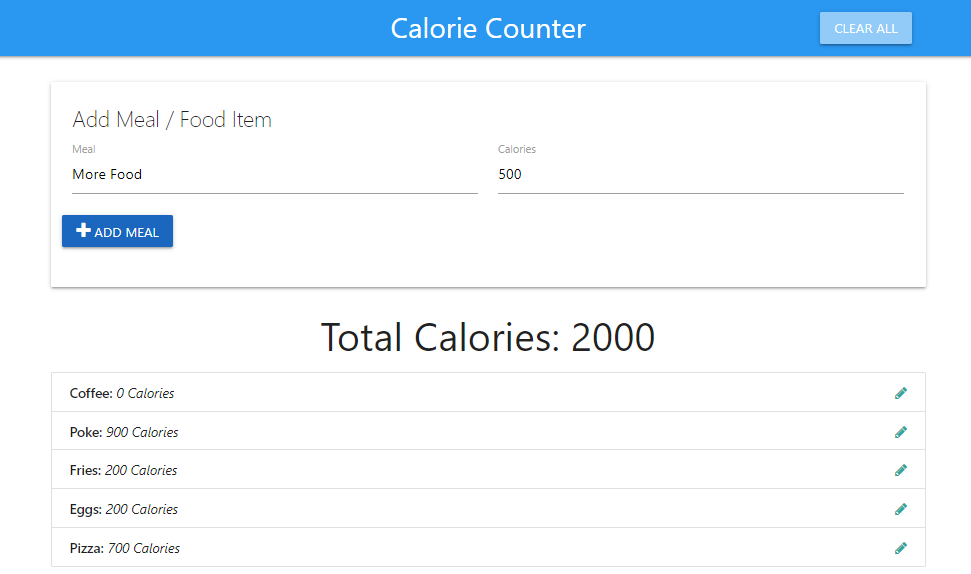 Calorie Counter
CLEAR ALL
Add Meal / Food Item
Meal
Calories
More Food
500
ADD MEAL
Total Calories: 2000
Coffee: 0 Calories
Poke: 900 Calories
Fries: 200 Calories
Eggs: 200 Calories
Pizza: 700 Calories